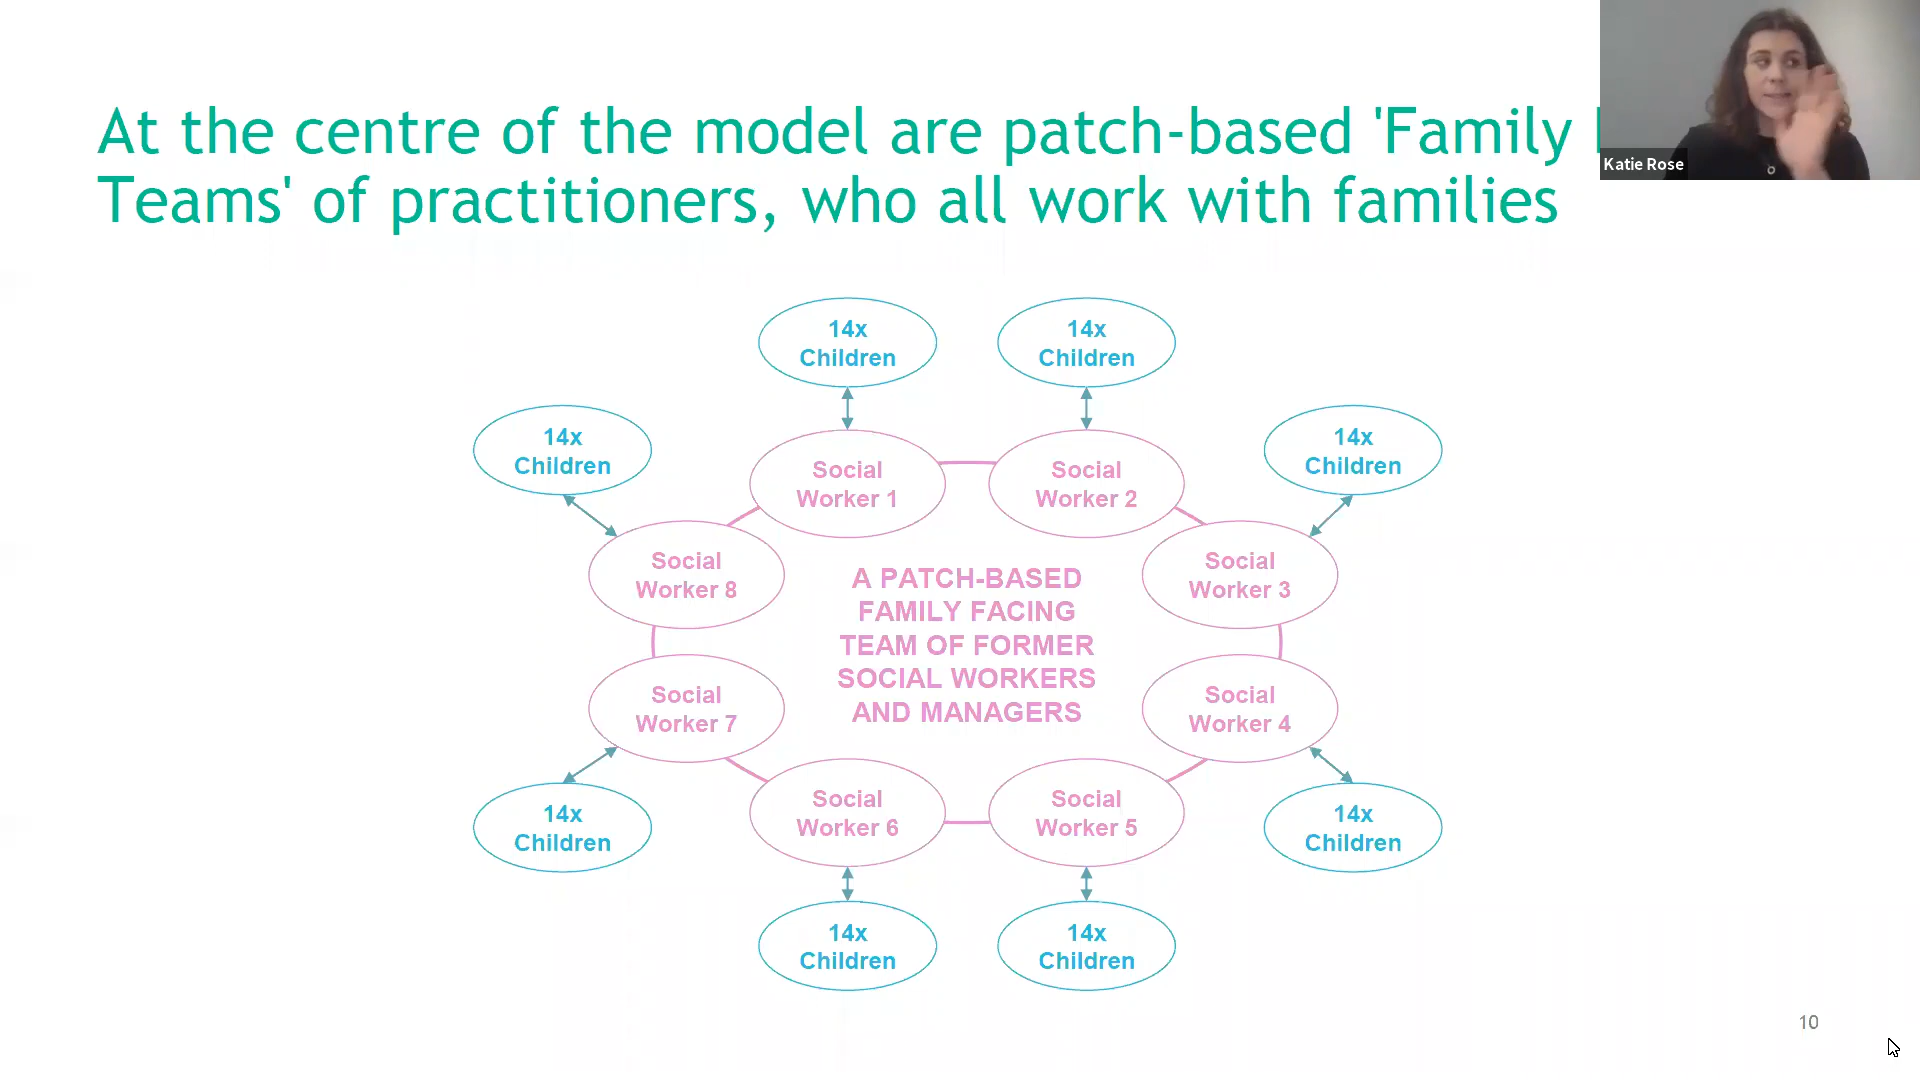 At the centre of the model are patch-based 'Family
Teams' of practitioners, who all work with families
Katie Rose
14x
Children
14x
Children
14x
Children
14x
Children
Social
Worker 1
Social
Worker 2
Social
Worker 8
Social
Worker 3
A PATCH-BASED
FAMILY FACING
TEAM OF FORMER
SOCIAL WORKERS
AND MANAGERS
Social
Worker 7
Social
Worker 4
Social
Worker 6
Social
Worker 5
14x
Children
14x
Children
14x
Children
14x
Children
10